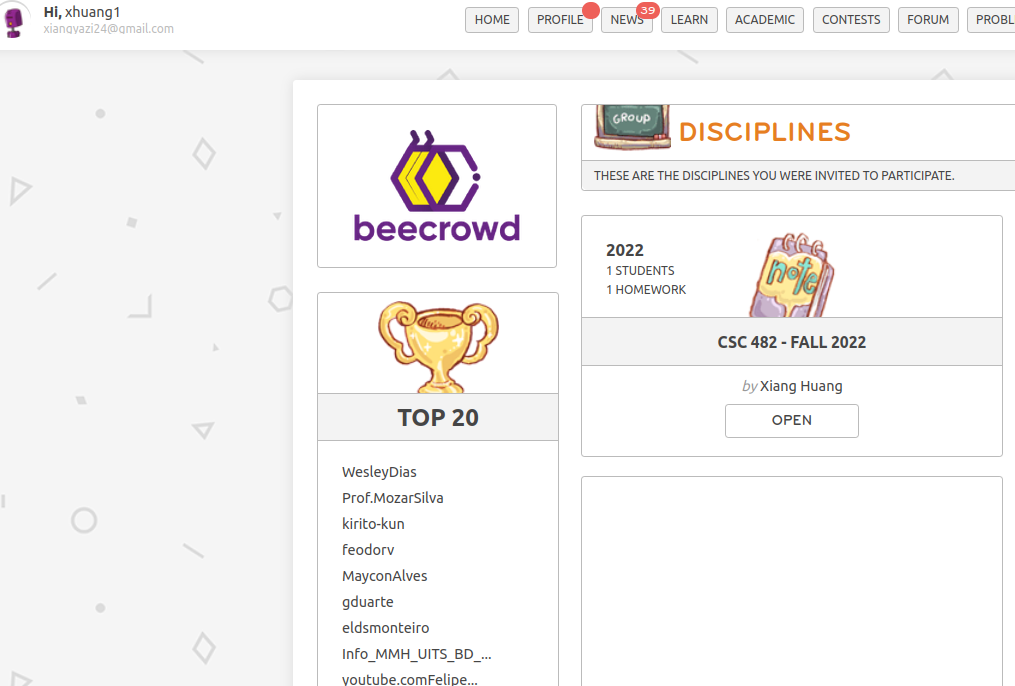 Hi, xhuang1
xiangyazi24@gmail.com
HOME
PROFILE
NEWS
39
LEARN
ACADEMIC
CONTESTS
FORUM
PROBL
beecrowd
GROUP
DISCIPLINES
THESE ARE THE DISCIPLINES YOU WERE INVITED TO PARTICIPATE.
2022
1 STUDENTS
1 HOMEWORK
note
CSC 482 - FALL 2022
by Xiang Huang
OPEN
TOP 20
WesleyDias
Prof.MozarSilva
kirito-kun
feodorv
MayconAlves
gduarte
eldsmonteiro
Info_MMH_UITS_BD_...
youtube.comFelipe...